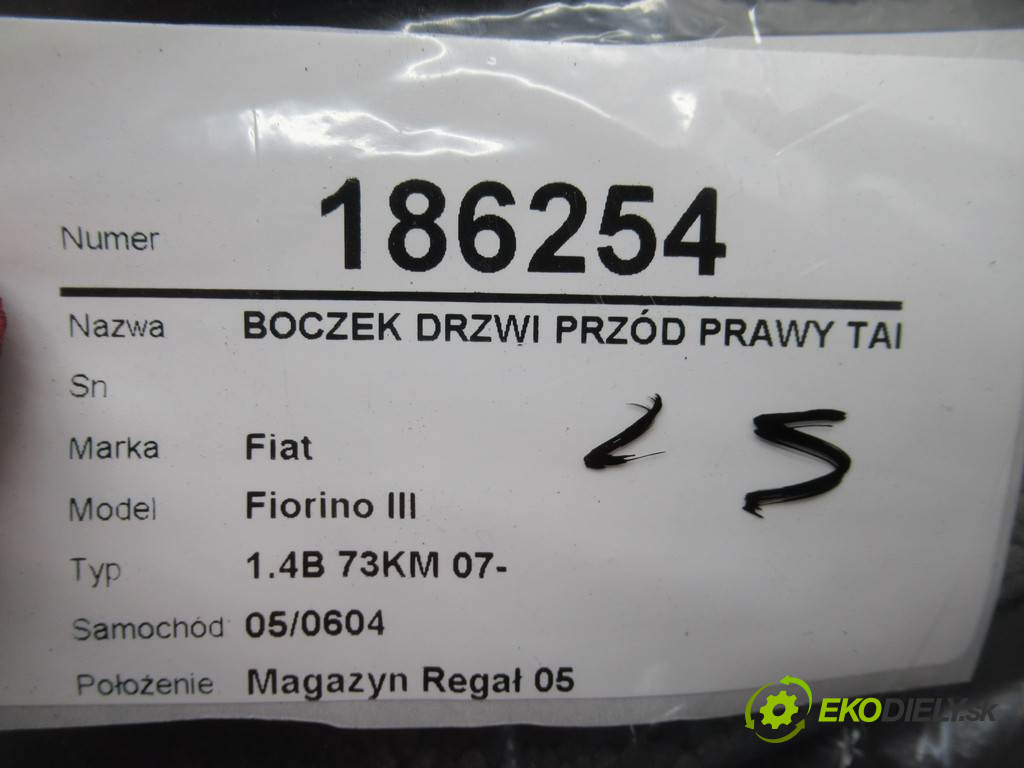 Numer 186254
Nazwa BOCZEK DRZWI PRZÓD PRAWY TAI
Sn
Marka Fiat
Model Fiorino III
Typ 1.4B 73KM 07-
Samochód 05/0604
Położenie Magazyn Regał 05
EKODIELY.SK